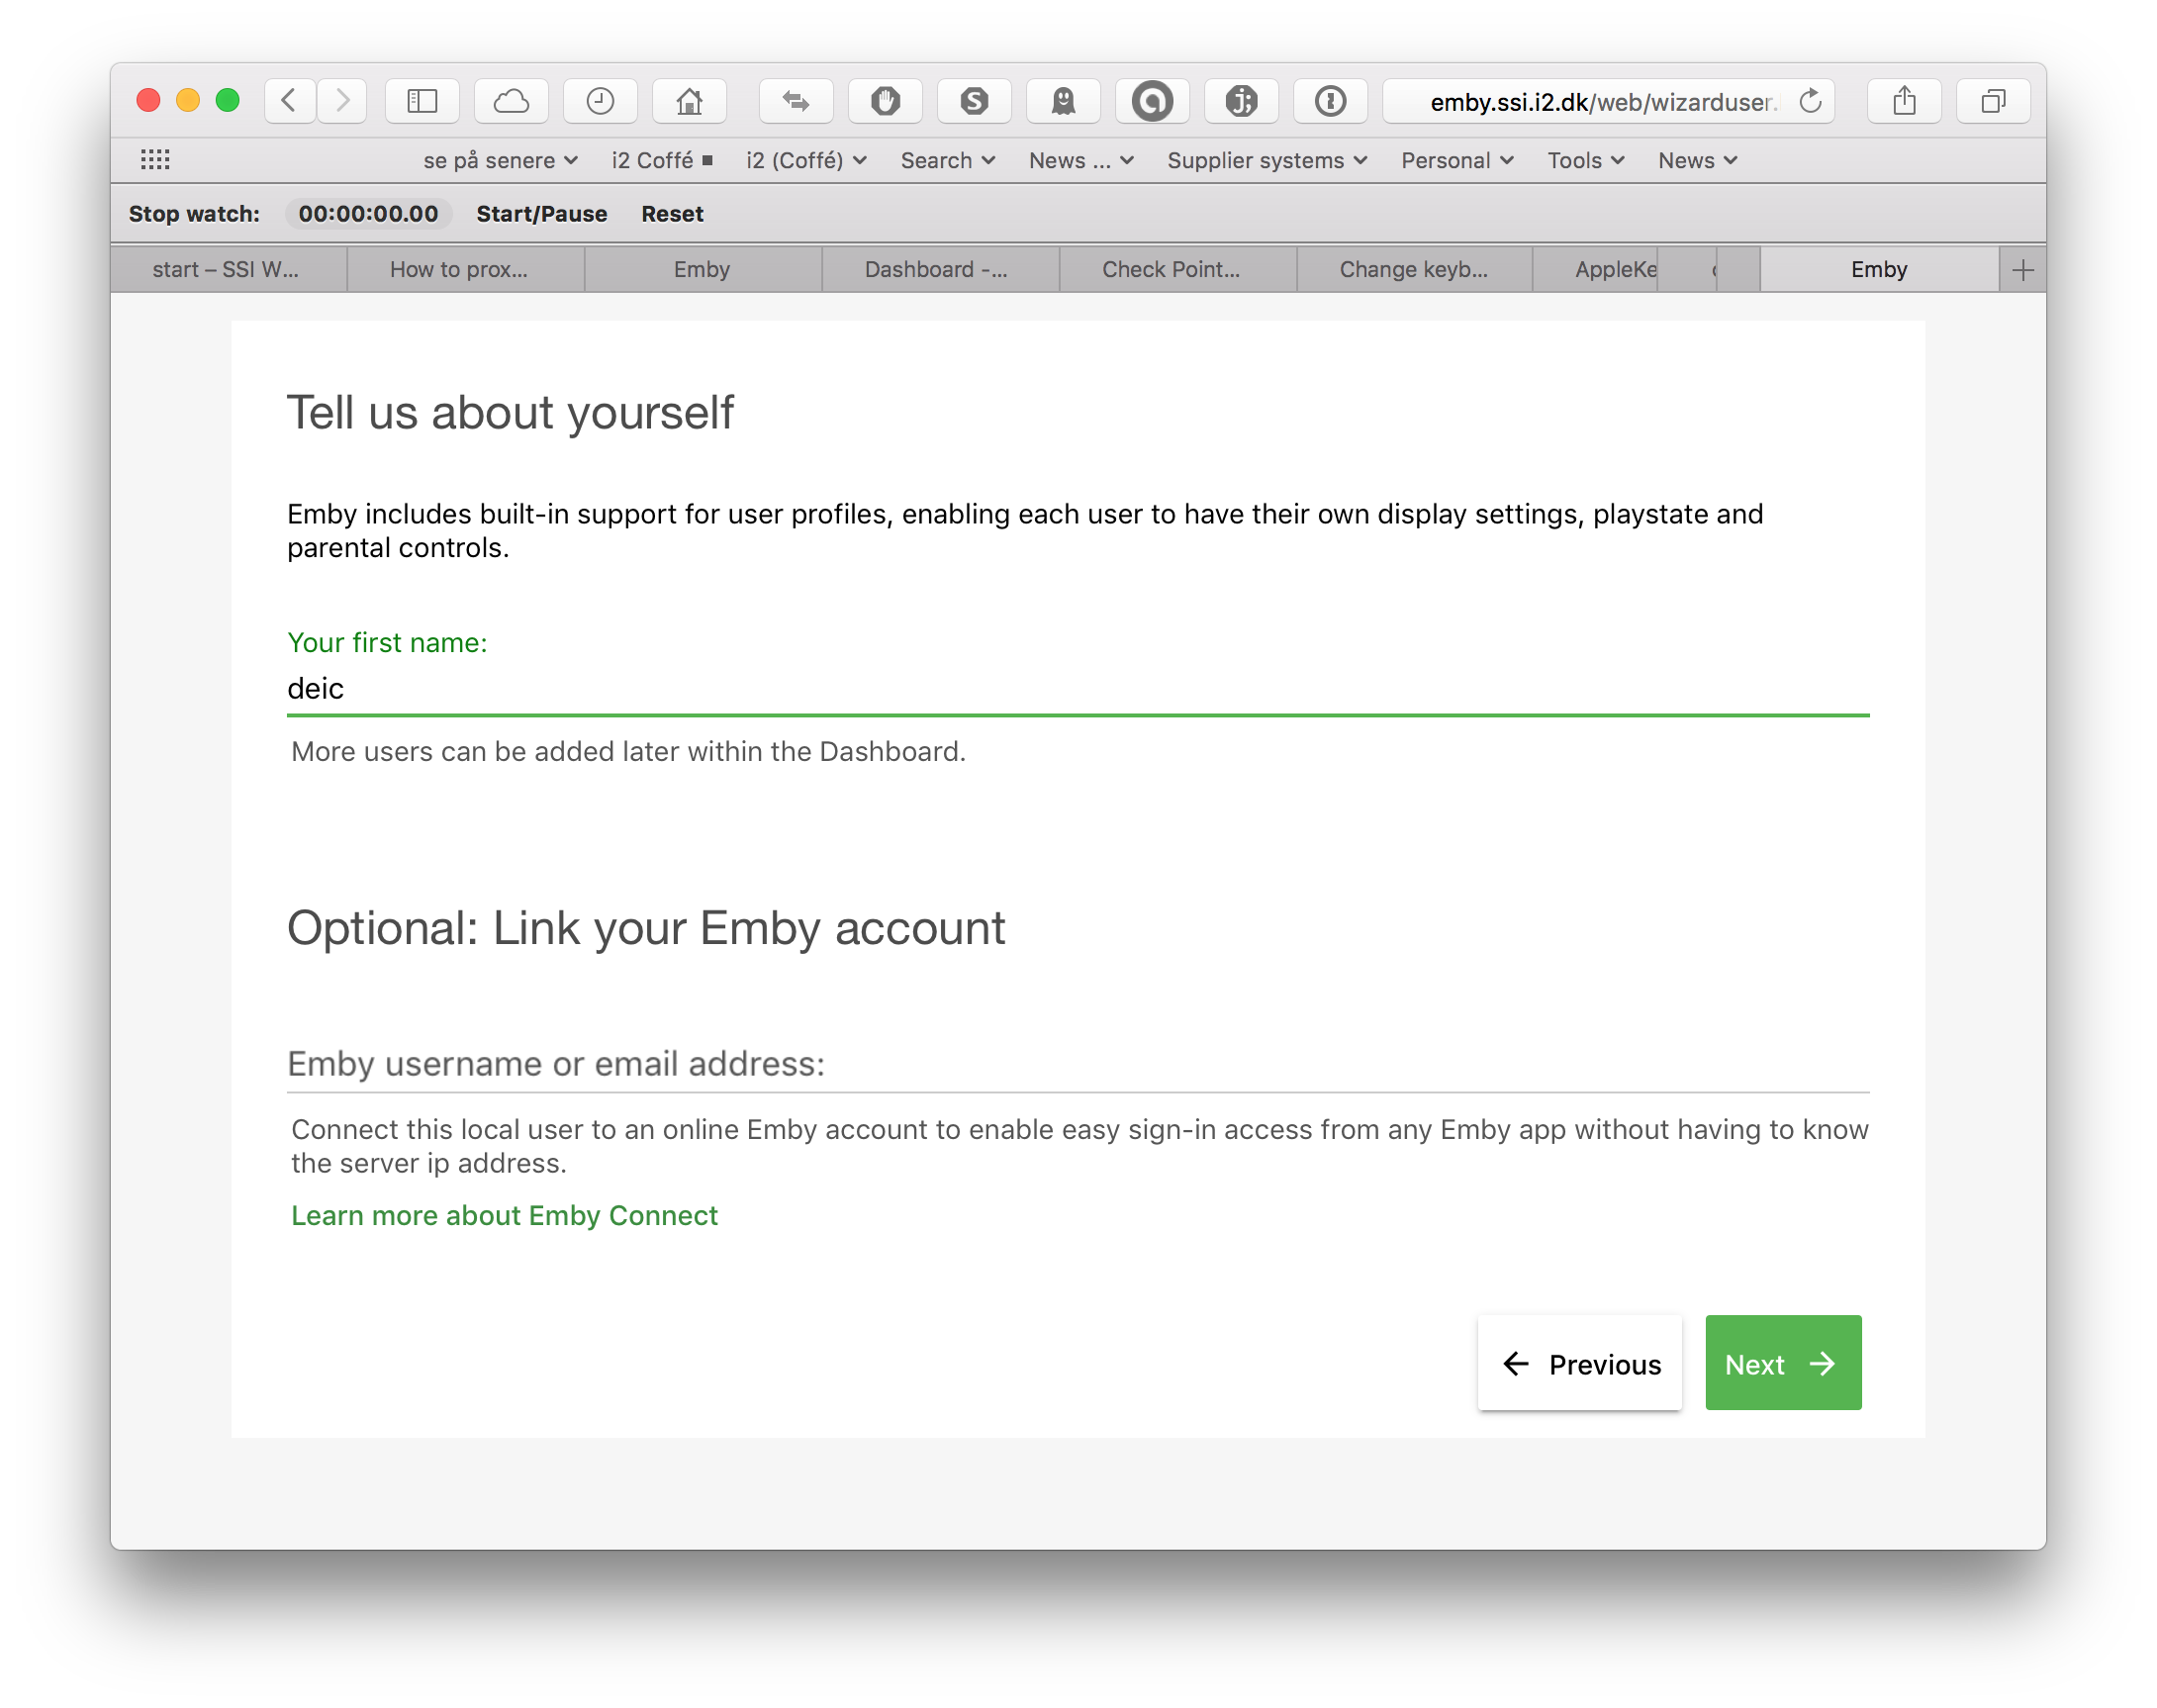 emby.ssi.i2.dk/web/wizarduser.
se på senere i2 Coffé i2 (Coffé) Search News ... Supplier systems Personal Tools News
Stop watch: 00:00:00.00 Start/Pause Reset
start – SSI W... How to prox... Emby Dashboard -... Check Point... Change keyb... AppleKe Emby
Tell us about yourself
Emby includes built-in support for user profiles, enabling each user to have their own display settings, playstate and
parental controls.
Your first name:
deic
More users can be added later within the Dashboard.
Optional: Link your Emby account
Emby username or email address:
Connect this local user to an online Emby account to enable easy sign-in access from any Emby app without having to know
the server ip address.
Learn more about Emby Connect
Previous Next